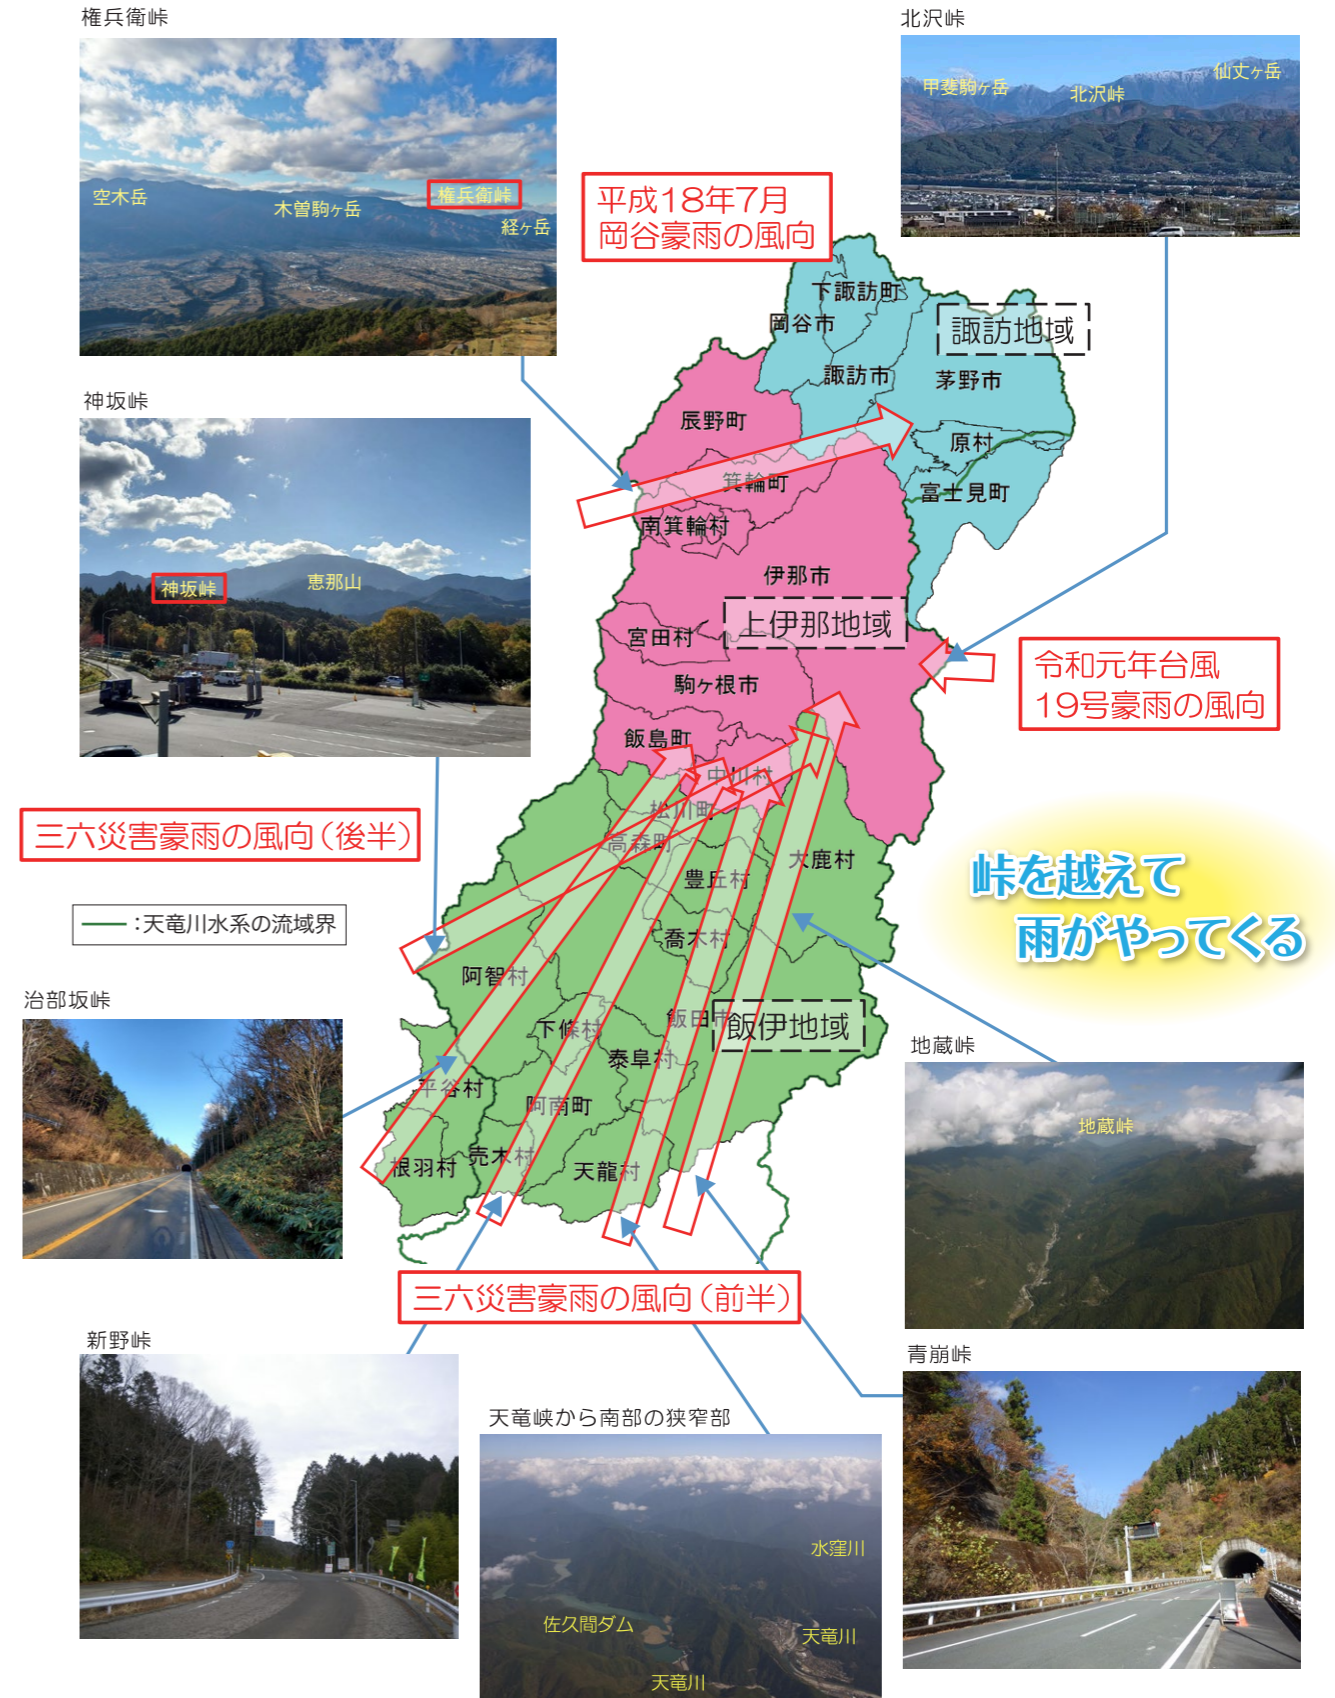 権兵衛峠
空木岳
木曽駒ヶ岳
権兵衛峠
経ヶ岳
北沢峠
甲斐駒ヶ岳
北沢峠
仙丈ヶ岳
平成18年7月
岡谷豪雨の風向
下諏訪町
岡谷市
諏訪地域
諏訪市
茅野市
辰野町
原村
箕輪町
富士見町
南箕輪村
伊那市
上伊那地域
宮田村
駒ヶ根市
飯島町
中川村
令和元年台風
19号豪雨の風向
神坂峠
神坂峠
恵那山
三六災害豪雨の風向(後半)
:天竜川水系の流域界
松川町
高森町
豊丘村
大鹿村
喬木村
阿智村
飯田市
飯伊地域
下條村
泰阜村
平谷村
阿南町
根羽村
売木村
天龍村
峠を越えて
雨がやってくる
治部坂峠
地蔵峠
地蔵峠
三六災害豪雨の風向(前半)
新野峠
天竜峡から南部の狭窄部
水窪川
佐久間ダム
天竜川
天竜川
青崩峠